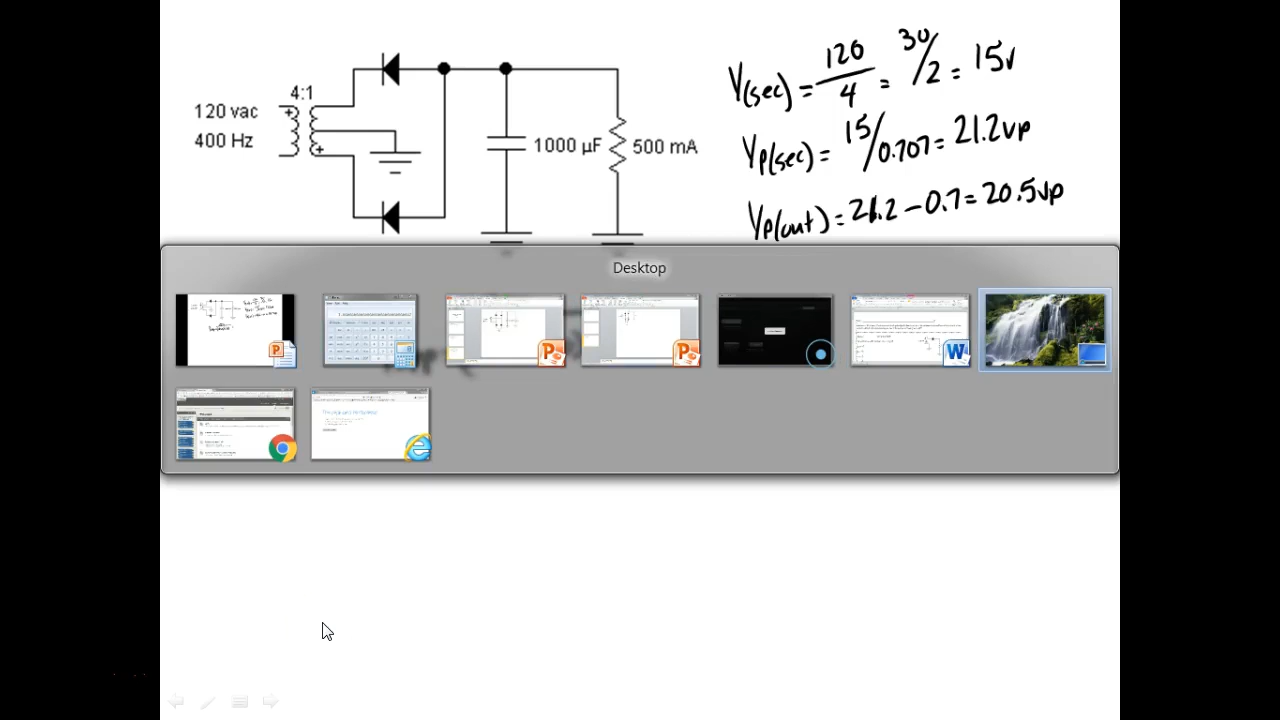 4:1
120 vac
400 Hz
1000 µF
500 mA
V(sec) = 120/4 = 30/2 = 15v
Vp(sec) = 15/0.707 = 21.2vp
Vp(out) = 21.2 - 0.7 = 20.5vp
Desktop